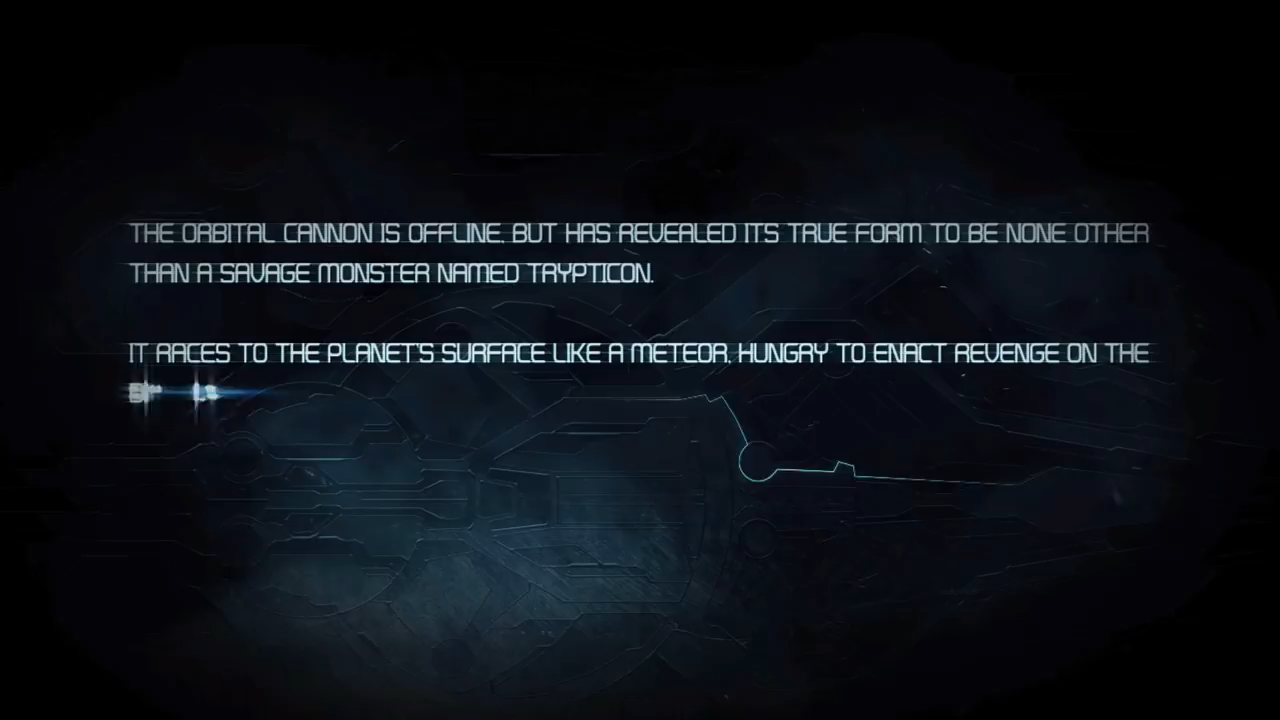 THE ORBITAL CANNON IS OFFLINE, BUT HAS REVEALED ITS TRUE FORM TO BE NONE OTHER
THAN A SAVAGE MONSTER NAMED TRYPTICON.
IT RACES TO THE PLANET'S SURFACE LIKE A METEOR, HUNGRY TO ENACT REVENGE ON THE